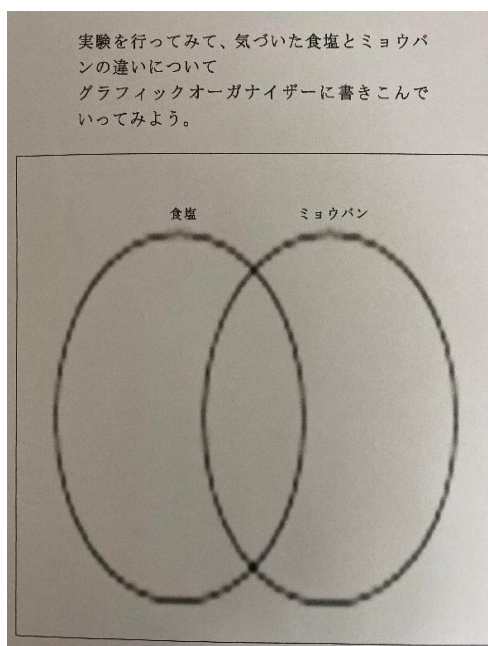 実験を行ってみて、気づいた食塩とミョウバ
ンの違いについて
グラフィックオーガナイザーに書きこんで
いってみよう。
食塩
ミョウバン